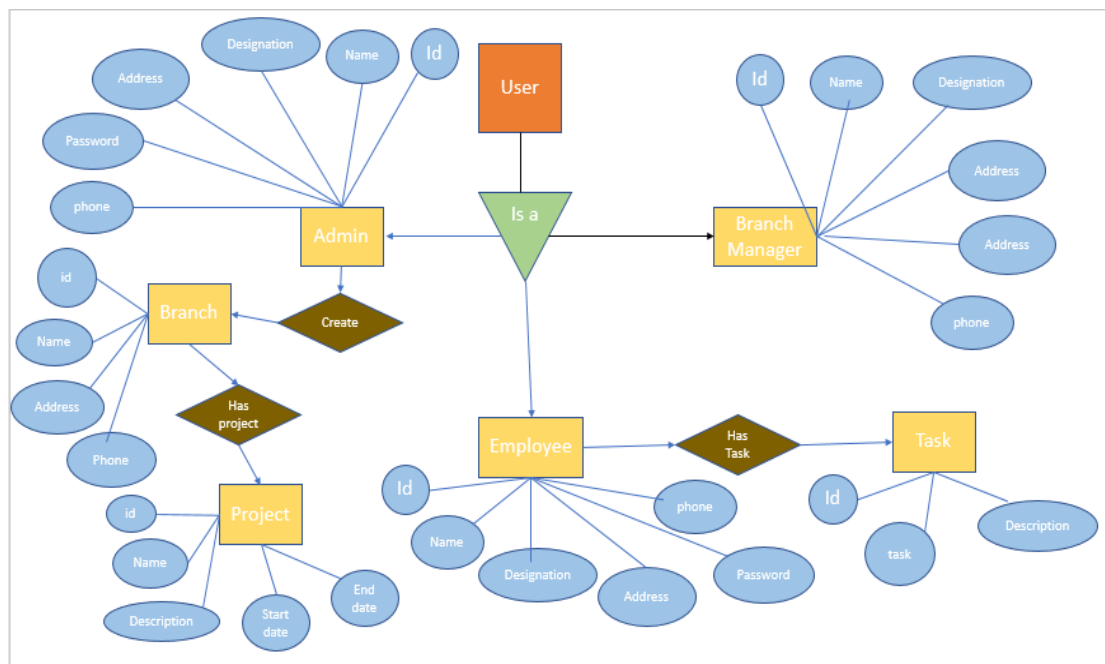 Designation
Name
Id
Address
Password
phone
User
Is a
Admin
Id
Name
Designation
Address
Address
phone
Branch
Manager
id
Branch
Name
Address
Phone
Create
Has
project
id
Project
Name
Description
Start
date
End
date
Employee
Has
Task
Task
Id
Name
Designation
Address
Password
phone
Id
task
Description